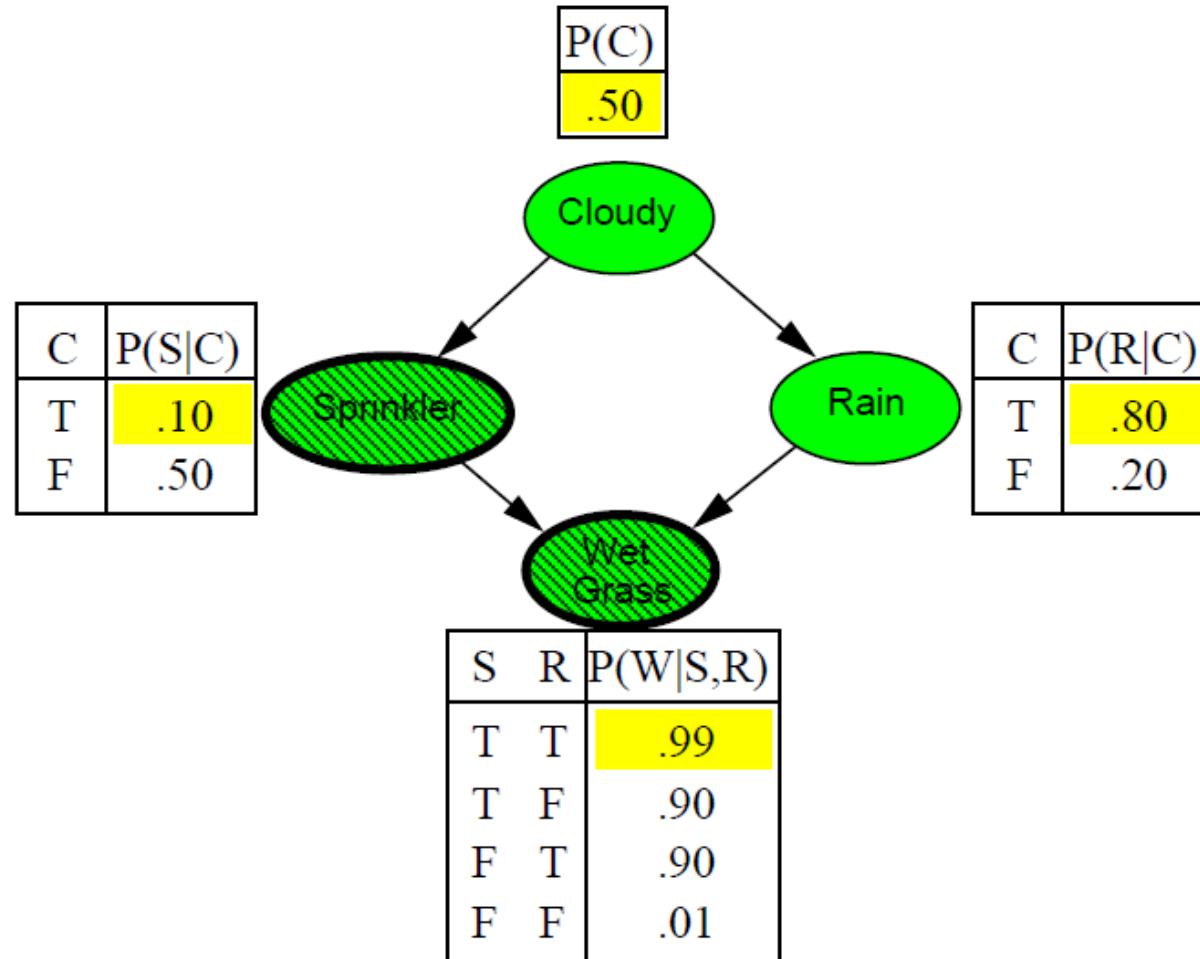 P(C)
.50
Cloudy
C P(S|C)
T .10
F .50
Sprinkler
Rain
C P(R|C)
T .80
F .20
Wet
Grass
S R P(W|S,R)
T T .99
T F .90
F T .90
F F .01